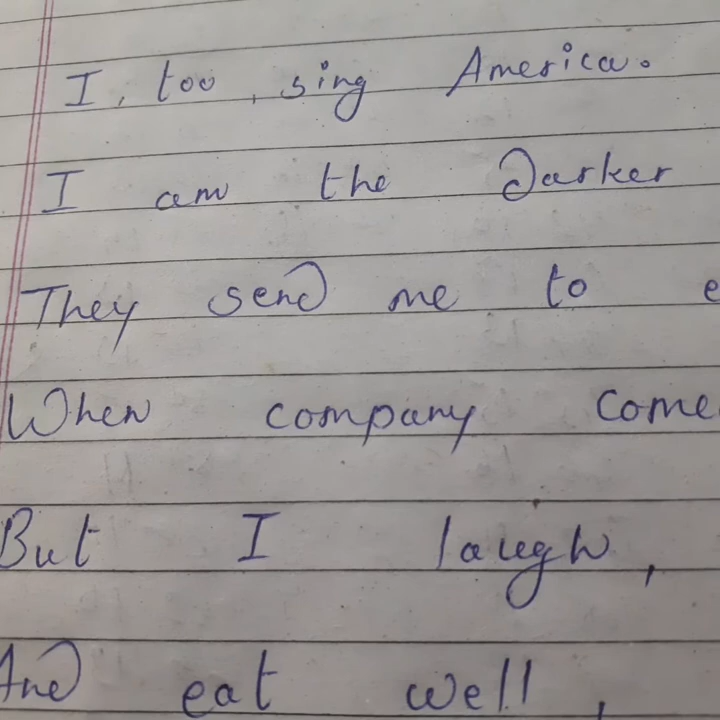 I, too, sing America.
I am the darker
They send me to e
When company come
But I laugh,
And eat well,